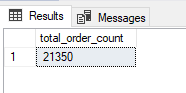 Results Messages
total_order_count
1 21350